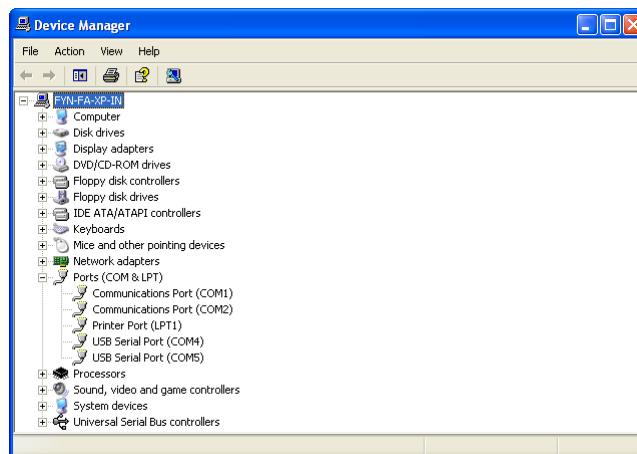 Device Manager
File Action View Help
FYN-FA-XP-IN
Computer
Disk drives
Display adapters
DVD/CD-ROM drives
Floppy disk controllers
Floppy disk drives
IDE ATA/ATAPI controllers
Keyboards
Mice and other pointing devices
Network adapters
Ports (COM & LPT)
Communications Port (COM1)
Communications Port (COM2)
Printer Port (LPT1)
USB Serial Port (COM4)
USB Serial Port (COM5)
Processors
Sound, video and game controllers
System devices
Universal Serial Bus controllers